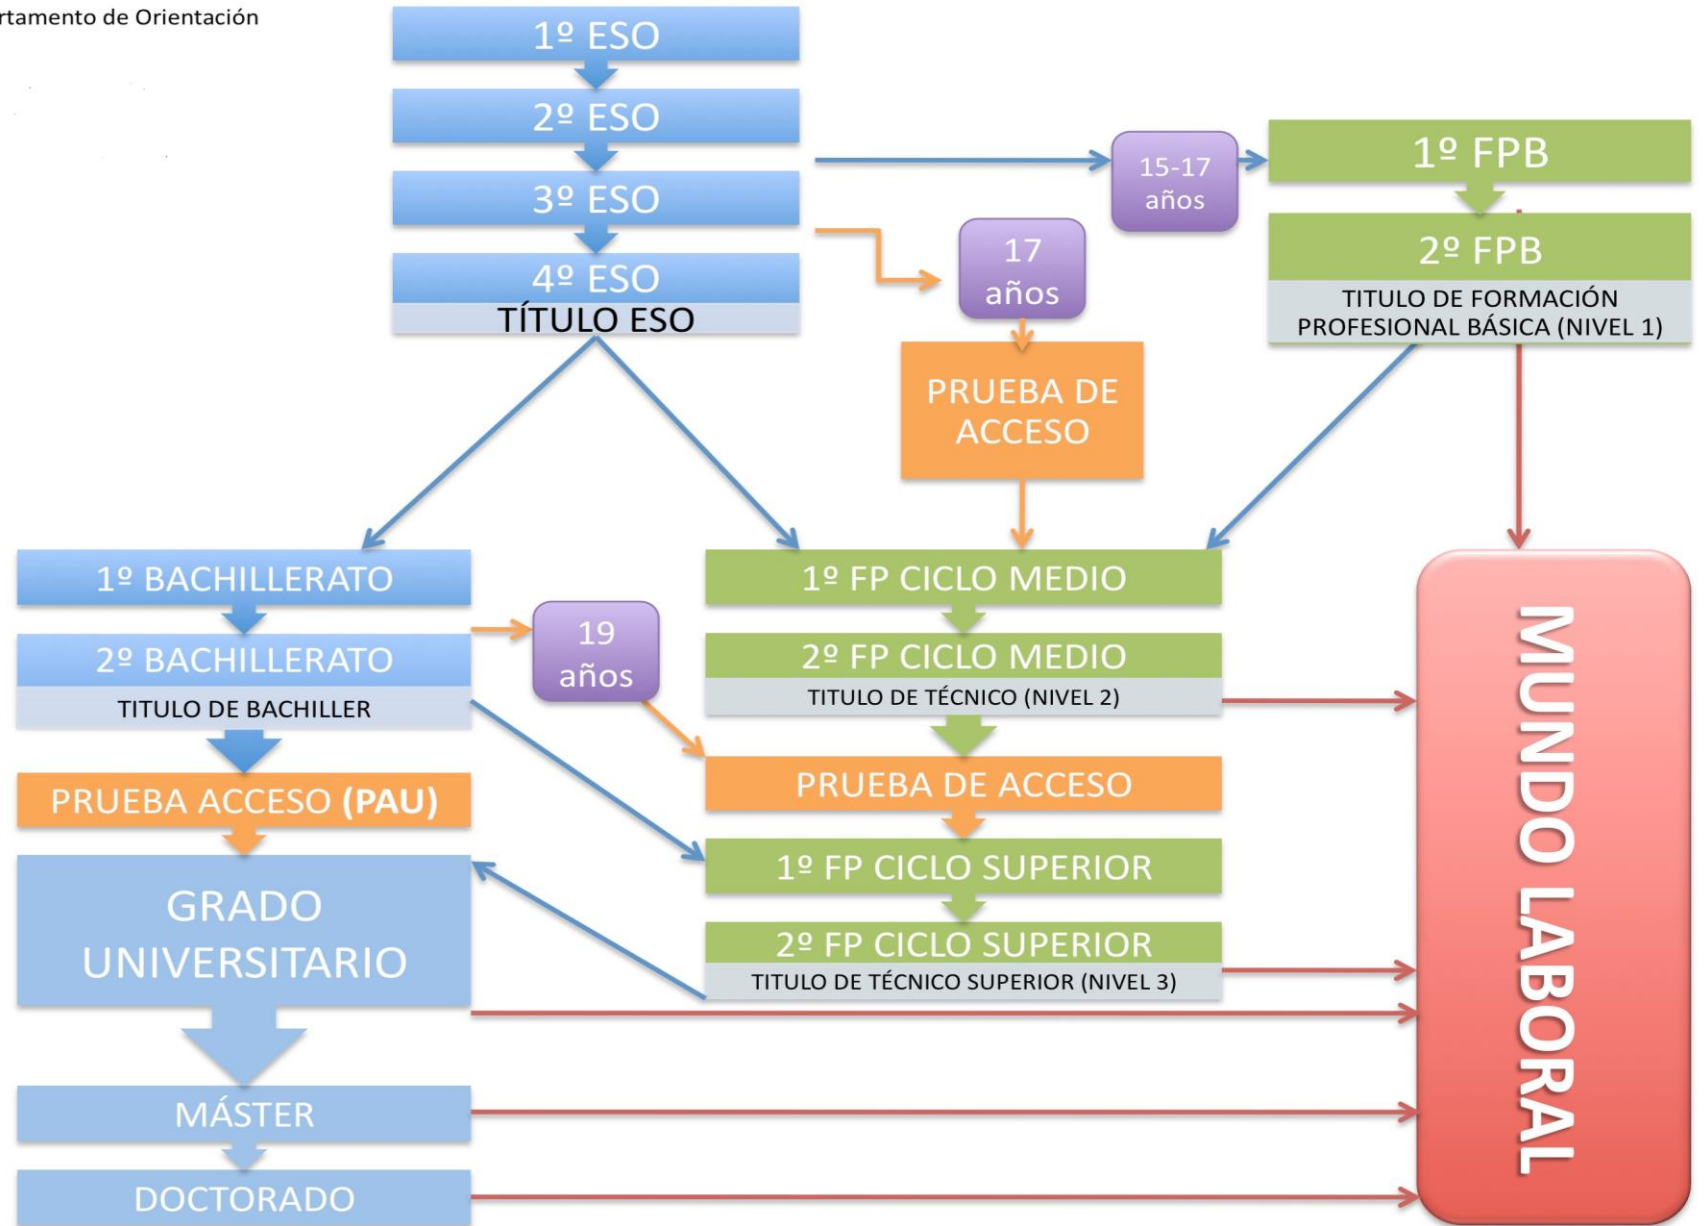 rtamento de Orientación
1º ESO
2º ESO
3º ESO
4º ESO
TÍTULO ESO
15-17
años
1º FPB
2º FPB
TITULO DE FORMACIÓN
PROFESIONAL BÁSICA (NIVEL 1)
17
años
PRUEBA DE
ACCESO
1º BACHILLERATO
2º BACHILLERATO
TITULO DE BACHILLER
19
años
1º FP CICLO MEDIO
2º FP CICLO MEDIO
TITULO DE TÉCNICO (NIVEL 2)
PRUEBA ACCESO (PAU)
PRUEBA DE ACCESO
GRADO
UNIVERSITARIO
1º FP CICLO SUPERIOR
2º FP CICLO SUPERIOR
TITULO DE TÉCNICO SUPERIOR (NIVEL 3)
MÁSTER
DOCTORADO
MUNDO LABORAL